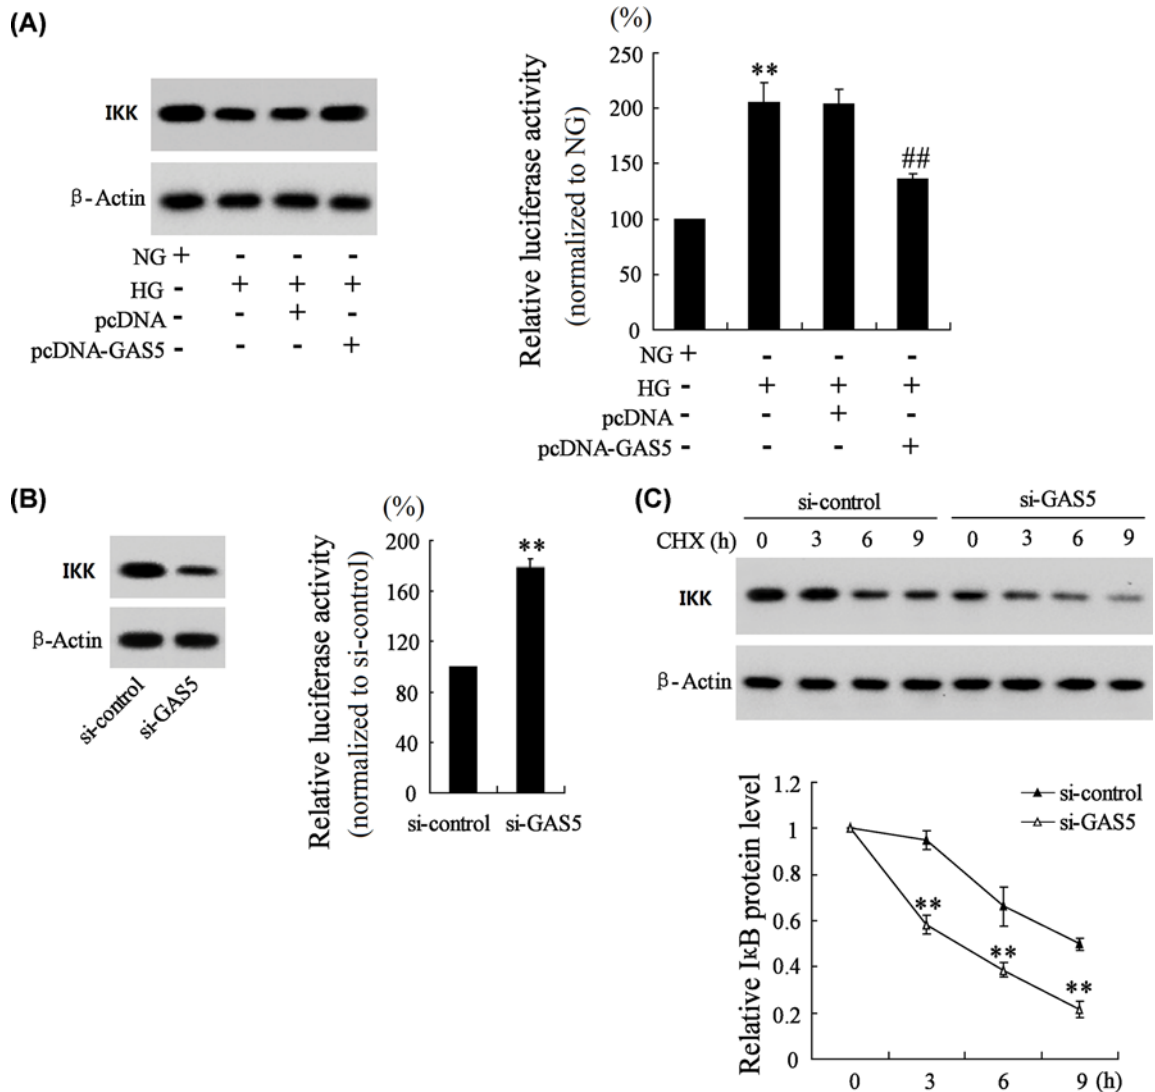 (A)
IKK
β-Actin
NG + - - -
HG - + + +
pcDNA - - + -
pcDNA-GAS5 - - - +
(%)
Relative luciferase activity
(normalized to NG)
250
200
150
100
50
0
**
##
NG + - - -
HG - + + +
pcDNA - - + -
pcDNA-GAS5 - - - +
(B)
IKK
β-Actin
si-control
si-GAS5
(%)
Relative luciferase activity
(normalized to si-control)
200
160
120
80
40
0
**
si-control si-GAS5
(C)
si-control si-GAS5
CHX (h) 0 3 6 9 0 3 6 9
IKK
β-Actin
Relative IκB protein level
1.2
1
0.8
0.6
0.4
0.2
0
si-control
si-GAS5
**
**
**
0 3 6 9 (h)